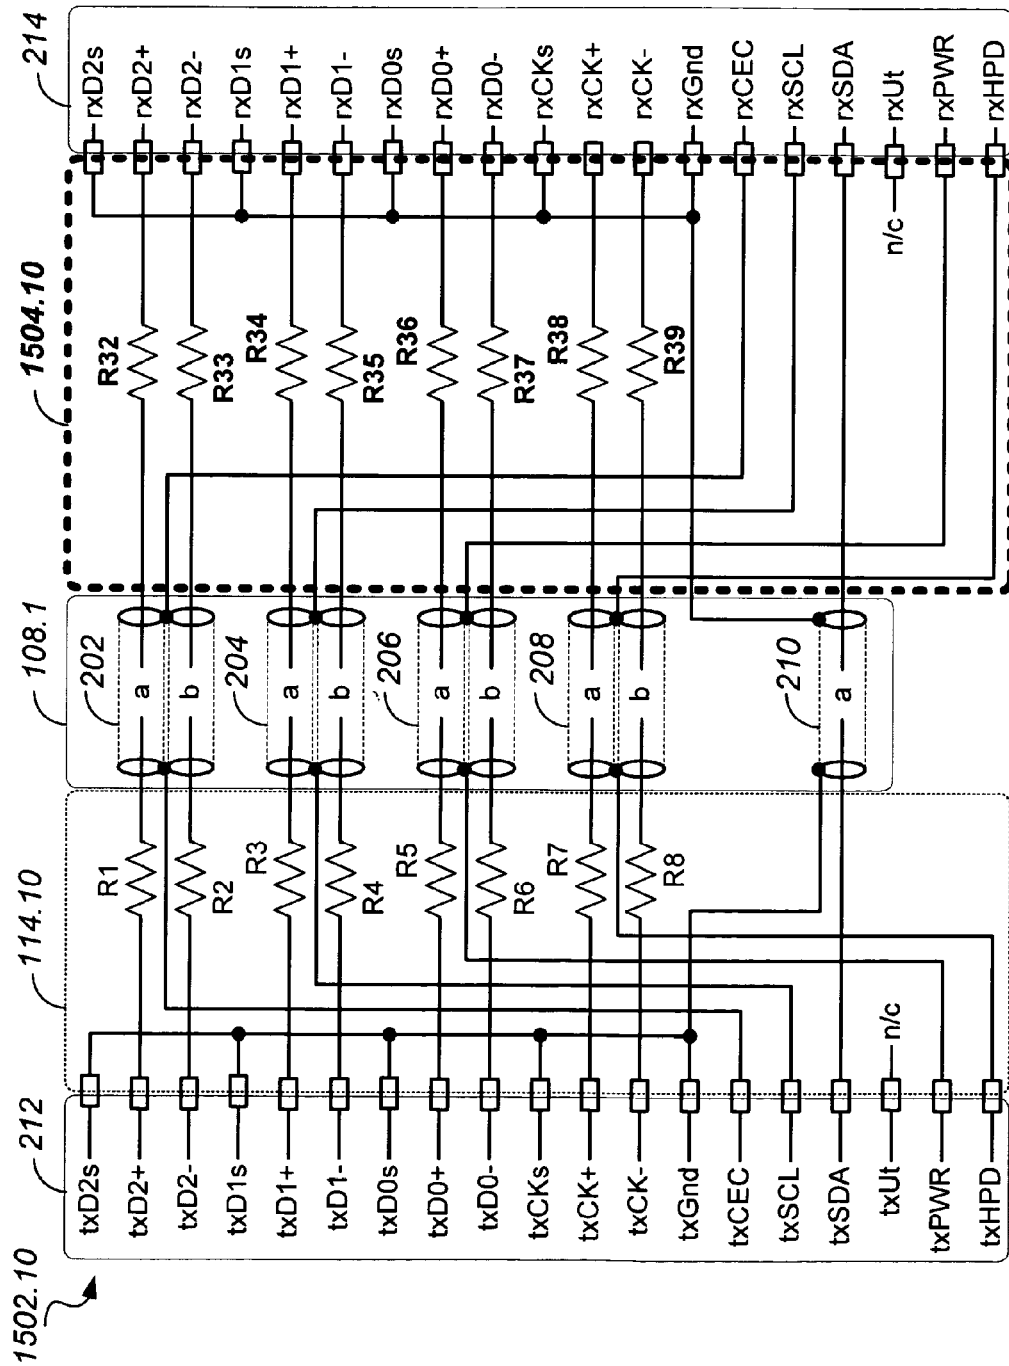 1502.10
212
114.10
108.1
1504.10
214
txD2s
txD2+
txD2-
txD1s
txD1+
txD1-
txD0s
txD0+
txD0-
txCKs
txCK+
txCK-
txGnd
txCEC
txSCL
txSDA
txUt
txPWR
txHPD
R1
R2
R3
R4
R5
R6
R7
R8
n/c
202
a
b
204
a
b
206
a
b
208
a
b
210
a
R32
R33
R34
R35
R36
R37
R38
R39
n/c
rxD2s
rxD2+
rxD2-
rxD1s
rxD1+
rxD1-
rxD0s
rxD0+
rxD0-
rxCKs
rxCK+
rxCK-
rxGnd
rxCEC
rxSCL
rxSDA
rxUt
rxPWR
rxHPD